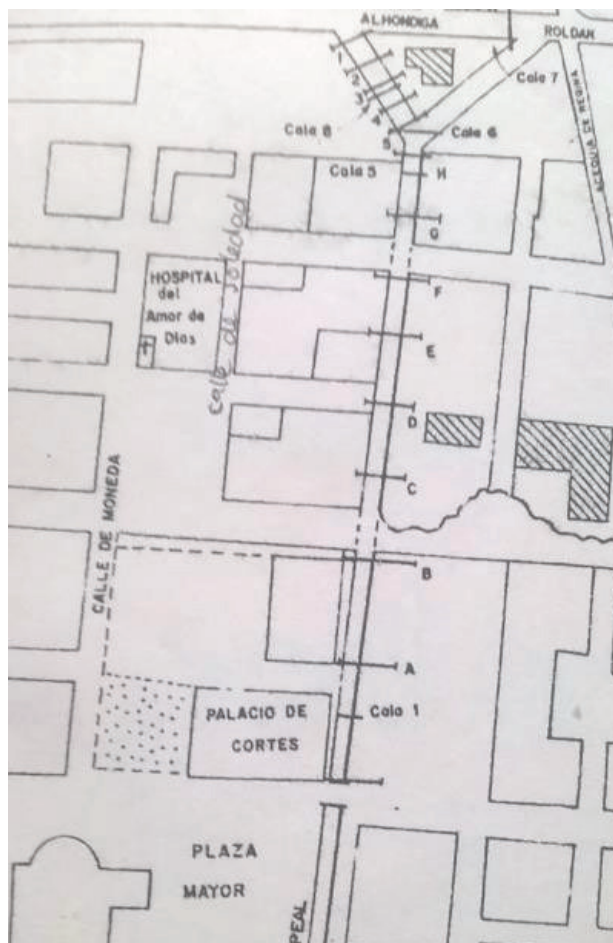 ALHONDIGA
ROLDAN
1
2
3
4
Cala 7
ACEQUIA DE REGINA
Cala 8
Cala 6
5
Cala 5
H
G
HOSPITAL
del
Amor de
Dios
calle de Soledad
F
E
D
C
CALLE DE MONEDA
B
A
PALACIO DE
CORTES
Cala 1
PLAZA
MAYOR